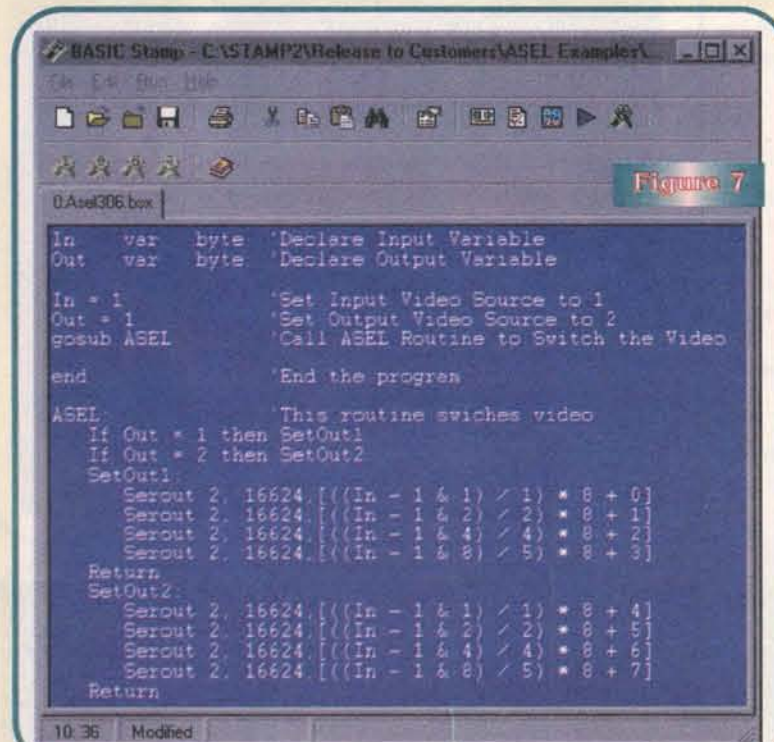 BASIC Stamp - C:\STAMP2\Release to Customers\ASEL Examples\...
File Edit Run Help
Figure 7
0:Asel306.bsx
In var byte 'Declare Input Variable
Out var byte 'Declare Output Variable
In = 1 'Set Input Video Source to 1
Out = 1 'Set Output Video Source to 2
gosub ASEL 'Call ASEL Routine to Switch the Video
end 'End the program
ASEL: 'This routine swiches video
If Out = 1 then SetOut1
If Out = 2 then SetOut2
SetOut1:
Serout 2, 16624,[((In - 1 & 1) / 1) * 8 + 0]
Serout 2, 16624,[((In - 1 & 2) / 2) * 8 + 1]
Serout 2, 16624,[((In - 1 & 4) / 4) * 8 + 2]
Serout 2, 16624,[((In - 1 & 8) / 5) * 8 + 3]
Return
SetOut2:
Serout 2, 16624,[((In - 1 & 1) / 1) * 8 + 4]
Serout 2, 16624,[((In - 1 & 2) / 2) * 8 + 5]
Serout 2, 16624,[((In - 1 & 4) / 4) * 8 + 6]
Serout 2, 16624,[((In - 1 & 8) / 5) * 8 + 7]
Return
10: 36 Modified